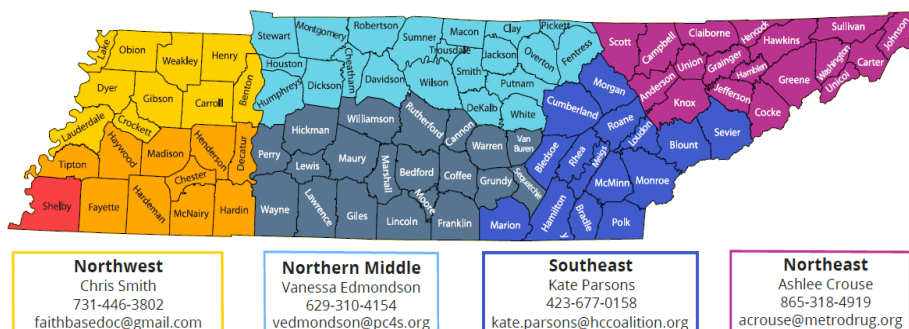 Lake
Obion
Weakley
Henry
Dyer
Gibson
Carroll
Benton
Lauderdale
Crockett
Tipton
Haywood
Madison
Henderson
Decatur
Chester
Shelby
Fayette
Hardeman
McNairy
Hardin
Stewart
Montgomery
Robertson
Sumner
Macon
Clay
Pickett
Houston
Cheatham
Trousdale
Jackson
Overton
Fentress
Humphreys
Dickson
Davidson
Wilson
Smith
Putnam
DeKalb
White
Hickman
Williamson
Rutherford
Cannon
Warren
Van
Buren
Perry
Lewis
Maury
Marshall
Bedford
Coffee
Grundy
Sequatchie
Wayne
Lawrence
Giles
Lincoln
Moore
Franklin
Marion
Morgan
Cumberland
Roane
Loudon
Bledsoe
Rhea
Meigs
Blount
Sevier
McMinn
Monroe
Hamilton
Bradle
y
Polk
Scott
Campbell
Claiborne
Hancock
Hawkins
Sullivan
Johnson
Anderson
Union
Grainger
Hamblen
Greene
Washington
Carter
Unicoi
Knox
Jefferson
Cocke
Northwest
Chris Smith
731-446-3802
faithbasedoc@gmail.com
Northern Middle
Vanessa Edmondson
629-310-4154
vedmondson@pc4s.org
Southeast
Kate Parsons
423-677-0158
kate.parsons@hccoalition.org
Northeast
Ashlee Crouse
865-318-4919
acrouse@metrodrug.org